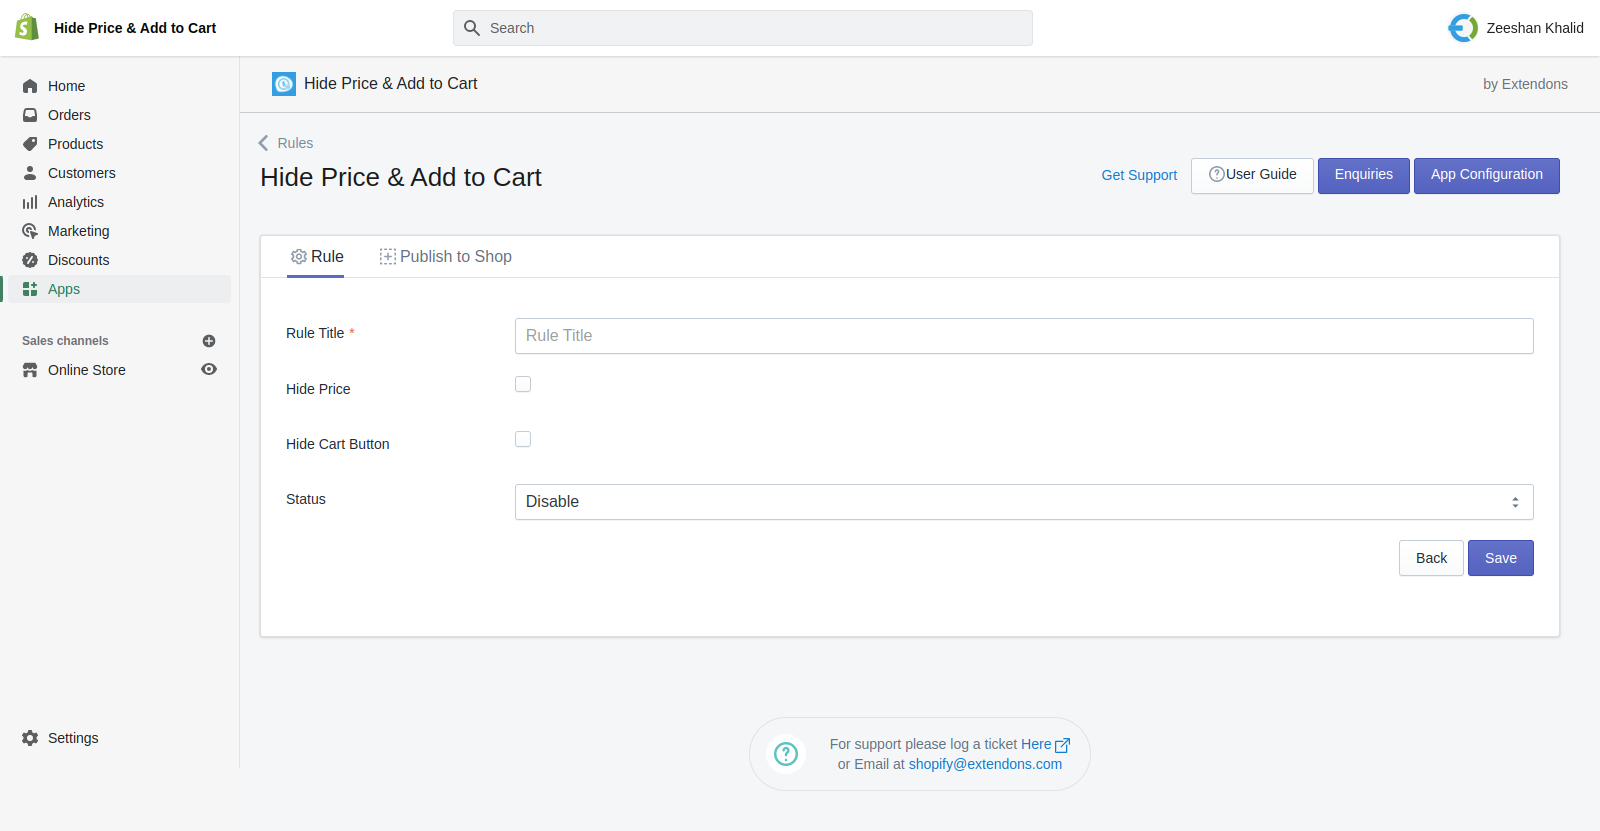 Hide Price & Add to Cart
Search
Zeeshan Khalid
Home
Orders
Products
Customers
Analytics
Marketing
Discounts
Apps
Sales channels
Online Store
Settings
Hide Price & Add to Cart
by Extendons
Rules
Hide Price & Add to Cart
Get Support
User Guide
Enquiries
App Configuration
Rule
Publish to Shop
Rule Title *
Rule Title
Hide Price
Hide Cart Button
Status
Disable
Back
Save
For support please log a ticket Here
or Email at shopify@extendons.com